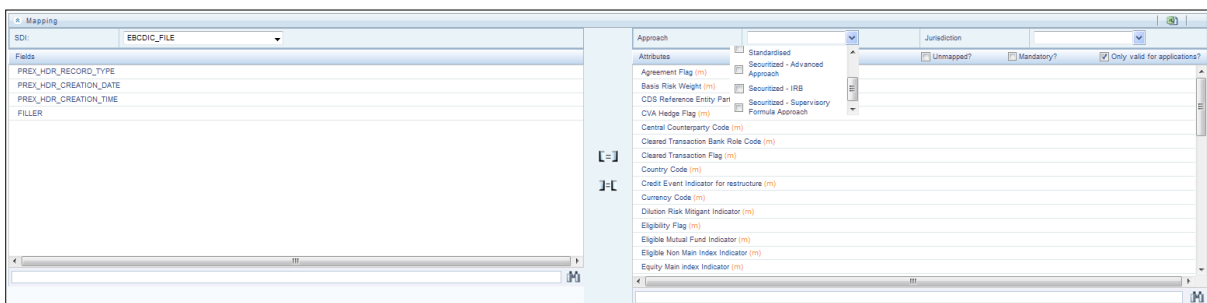 Mapping
SDI: EBCDIC_FILE
Fields
PREX_HDR_RECORD_TYPE
PREX_HDR_CREATION_DATE
PREX_HDR_CREATION_TIME
FILLER
[=]
]=[
Approach Jurisdiction
Standardised
Securitized - Advanced
Approach
Securitized - IRB
Securitized - Supervisory
Formula Approach
Attributes Unmapped? Mandatory? Only valid for applications?
Agreement Flag (m)
Basis Risk Weight (m)
CDS Reference Entity Part
CVA Hedge Flag (m)
Central Counterparty Code (m)
Cleared Transaction Bank Role Code (m)
Cleared Transaction Flag (m)
Country Code (m)
Credit Event Indicator for restructure (m)
Currency Code (m)
Dilution Risk Mitigant Indicator (m)
Eligibility Flag (m)
Eligible Mutual Fund Indicator (m)
Eligible Non Main Index Indicator (m)
Equity Main index Indicator (m)